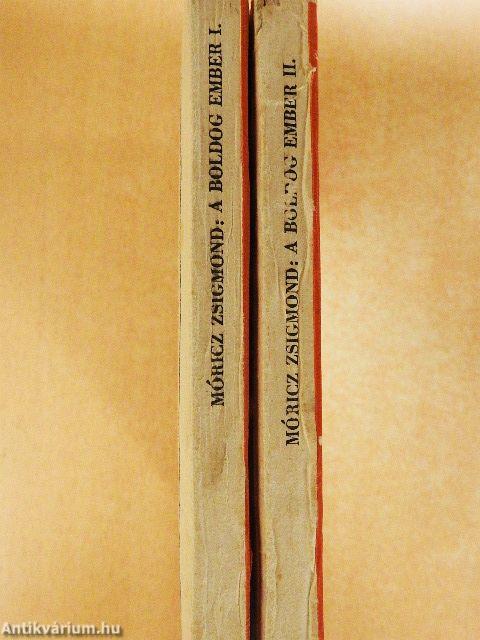 MÓRICZ ZSIGMOND: A BOLDOG EMBER I.
MÓRICZ ZSIGMOND: A BOLDOG EMBER II.
Antikvárium.hu